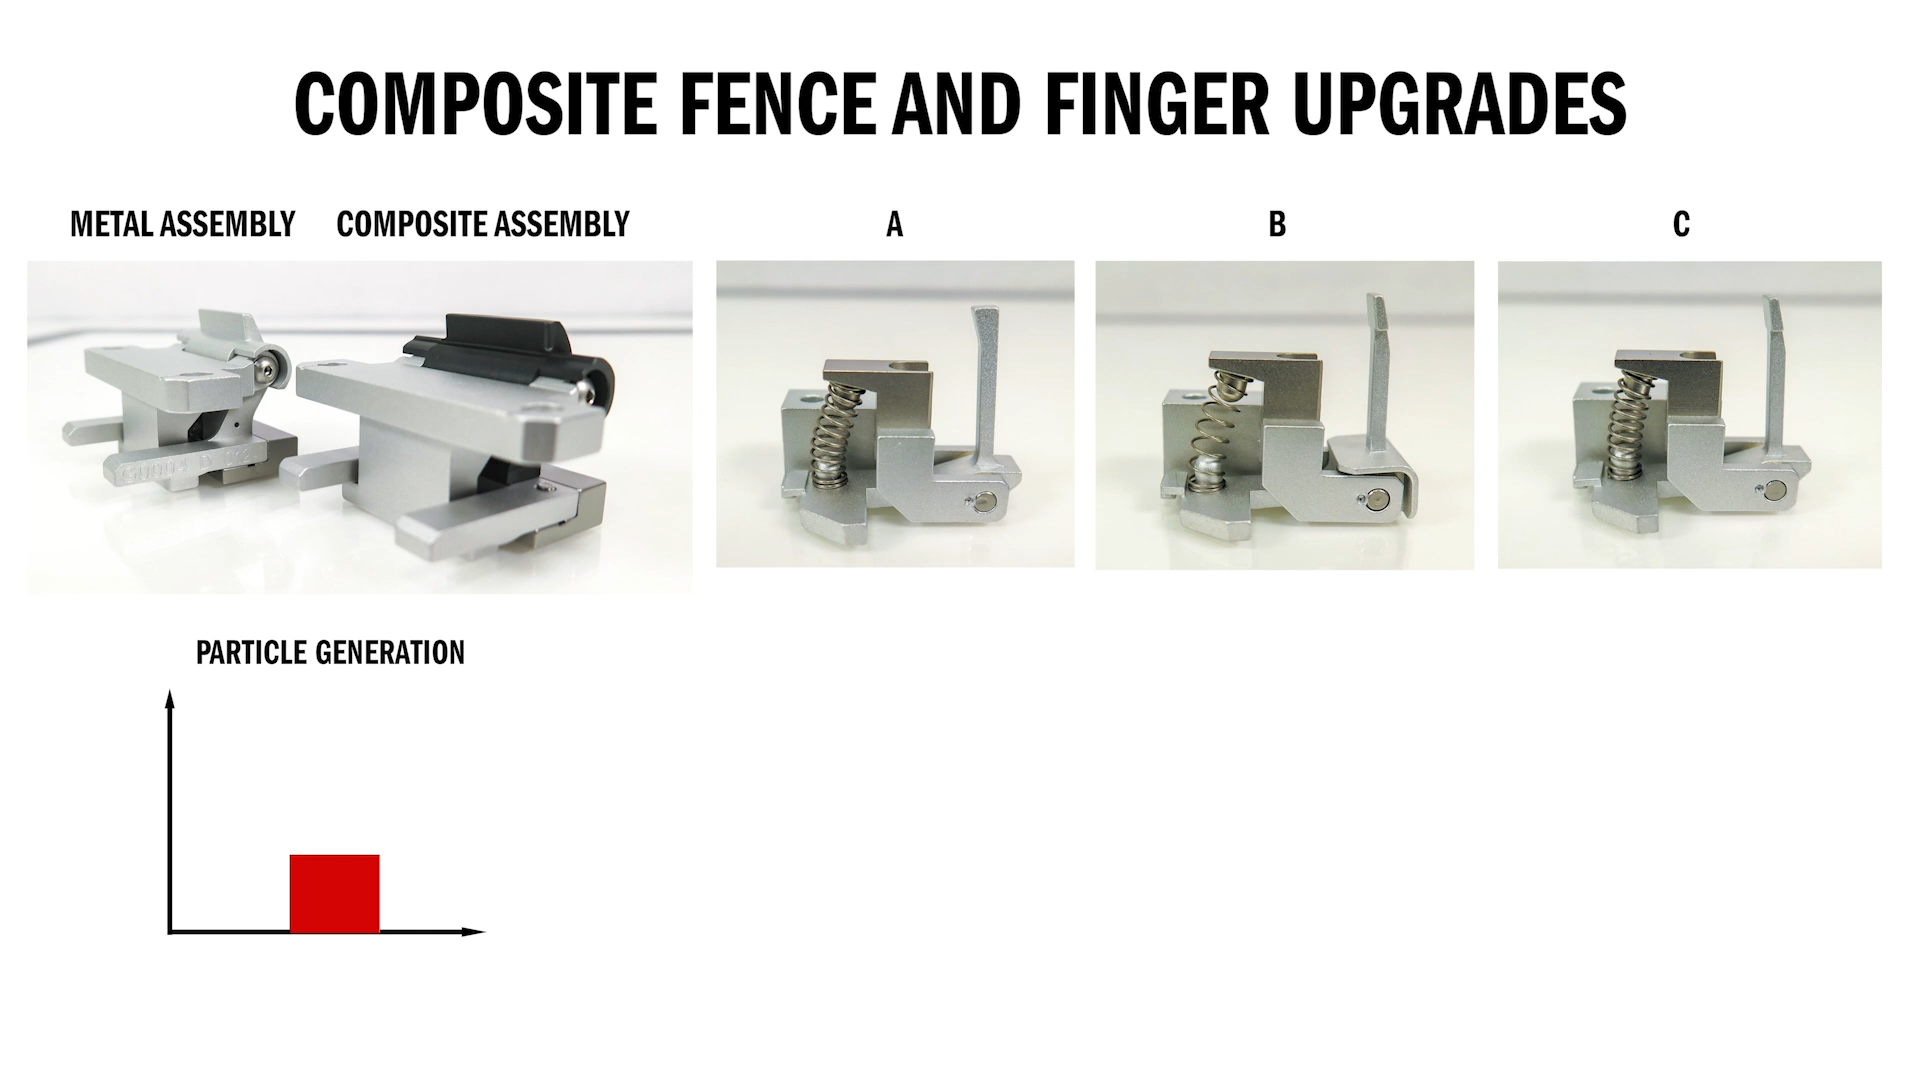 COMPOSITE FENCE AND FINGER UPGRADES
METAL ASSEMBLY
COMPOSITE ASSEMBLY
A
B
C
PARTICLE GENERATION